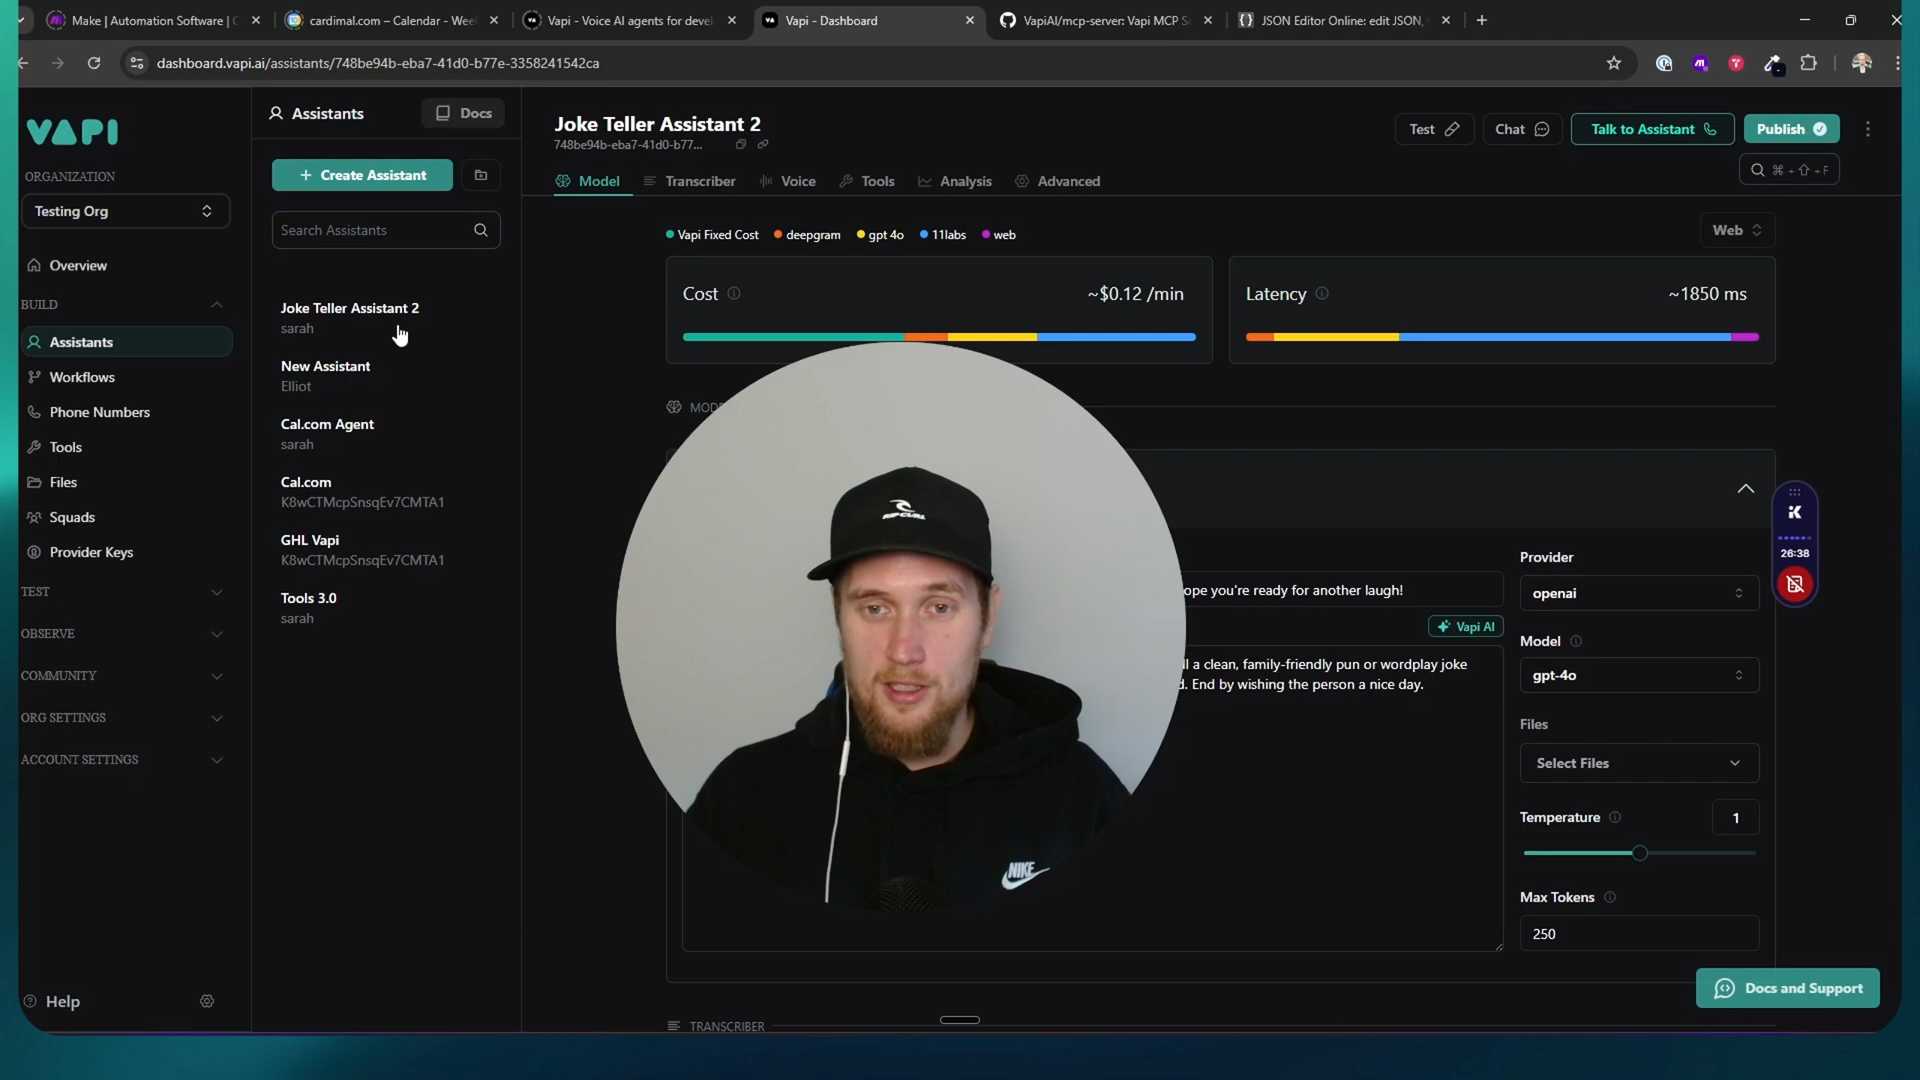 Make | Automation Software |
cardimal.com – Calendar - Wee
Vapi - Voice AI agents for devel
Vapi - Dashboard
VapiAI/mcp-server: Vapi MCP S
JSON Editor Online: edit JSON,
dashboard.vapi.ai/assistants/748be94b-eba7-41d0-b77e-3358241542ca
VAPI
ORGANIZATION
Testing Org
Overview
BUILD
Assistants
Workflows
Phone Numbers
Tools
Files
Squads
Provider Keys
TEST
OBSERVE
COMMUNITY
ORG SETTINGS
ACCOUNT SETTINGS
Help
Assistants
Docs
+ Create Assistant
Search Assistants
Joke Teller Assistant 2
sarah
New Assistant
Elliot
Cal.com Agent
sarah
Cal.com
K8wCTMcpSnsqEv7CMTA1
GHL Vapi
K8wCTMcpSnsqEv7CMTA1
Tools 3.0
sarah
Joke Teller Assistant 2
748be94b-eba7-41d0-b77...
Test
Chat
Talk to Assistant
Publish
⌘ + ⇧ + F
Model
Transcriber
Voice
Tools
Analysis
Advanced
Vapi Fixed Cost
deepgram
gpt 4o
11labs
web
Web
Cost
~$0.12 /min
Latency
~1850 ms
MOD
ope you're ready for another laugh!
Vapi AI
ll a clean, family-friendly pun or wordplay joke
d. End by wishing the person a nice day.
Provider
openai
Model
gpt-4o
Files
Select Files
Temperature
1
Max Tokens
250
26:38
RIP CURL
NIKE
Docs and Support
TRANSCRIBER